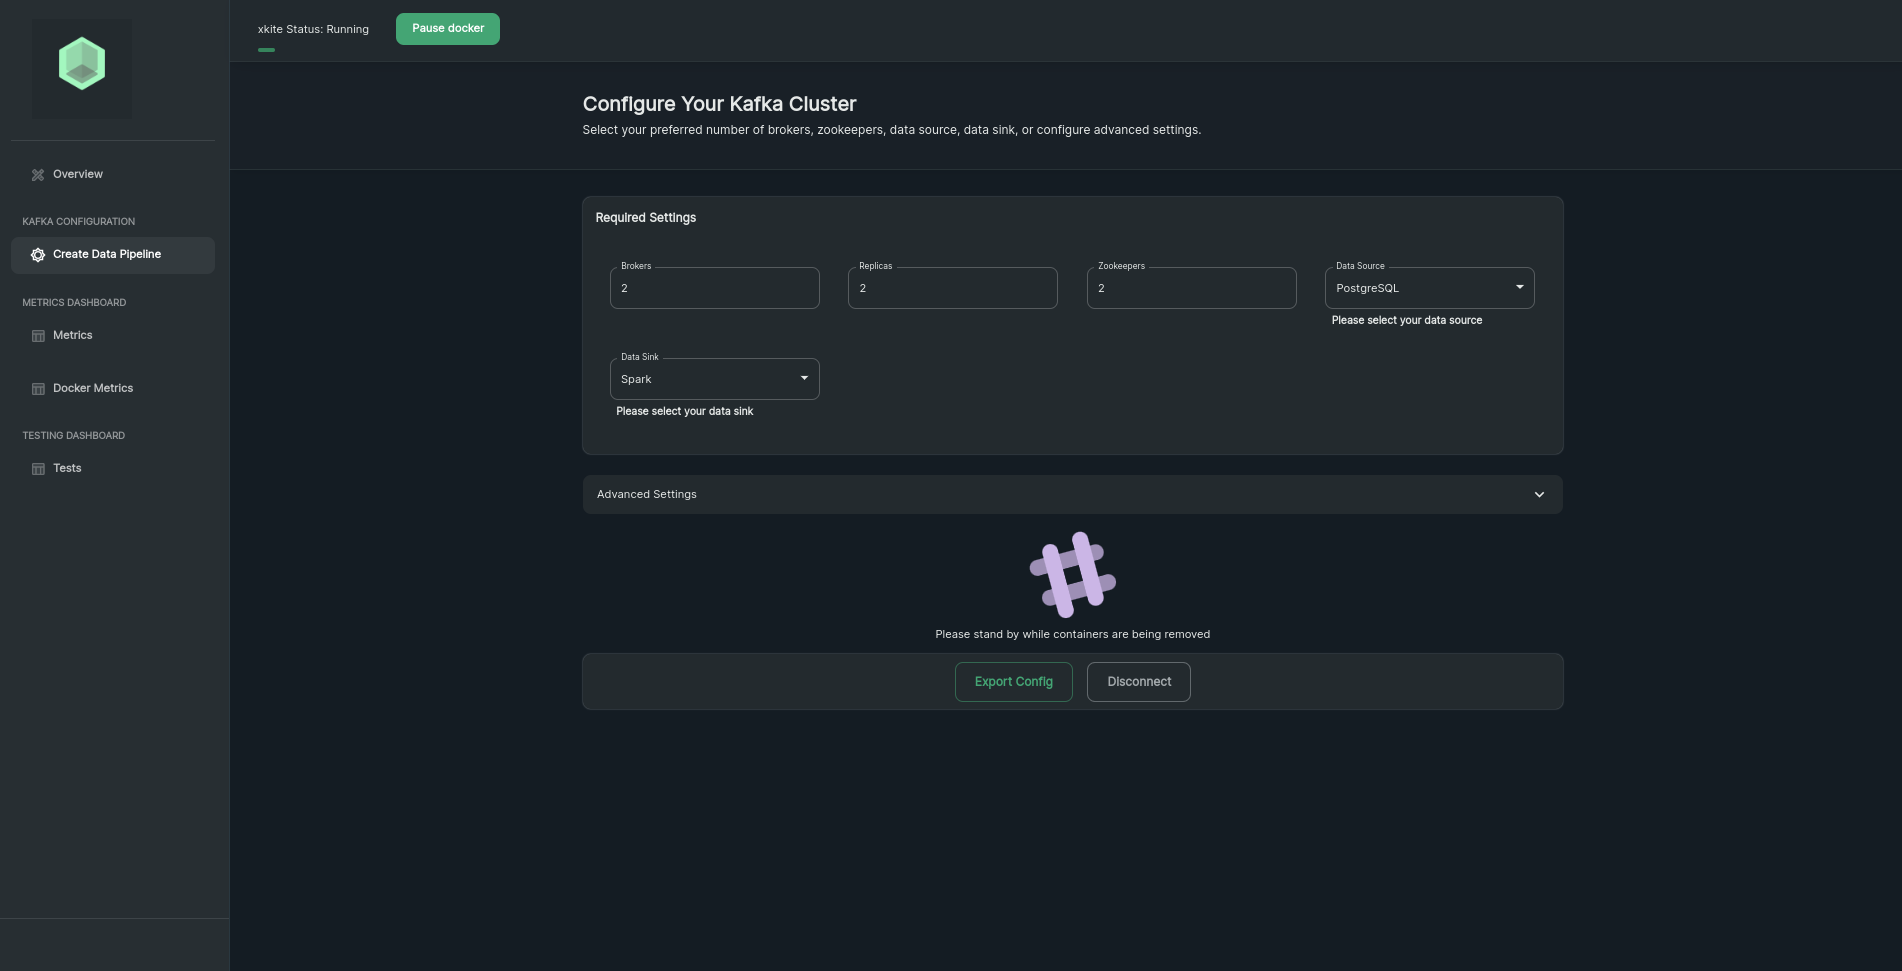 xkite Status: Running
Pause docker
Overview
KAFKA CONFIGURATION
Create Data Pipeline
METRICS DASHBOARD
Metrics
Docker Metrics
TESTING DASHBOARD
Tests
Configure Your Kafka Cluster
Select your preferred number of brokers, zookeepers, data source, data sink, or configure advanced settings.
Required Settings
Brokers
2
Replicas
2
Zookeepers
2
Data Source
PostgreSQL
Please select your data source
Data Sink
Spark
Please select your data sink
Advanced Settings
Please stand by while containers are being removed
Export Config
Disconnect